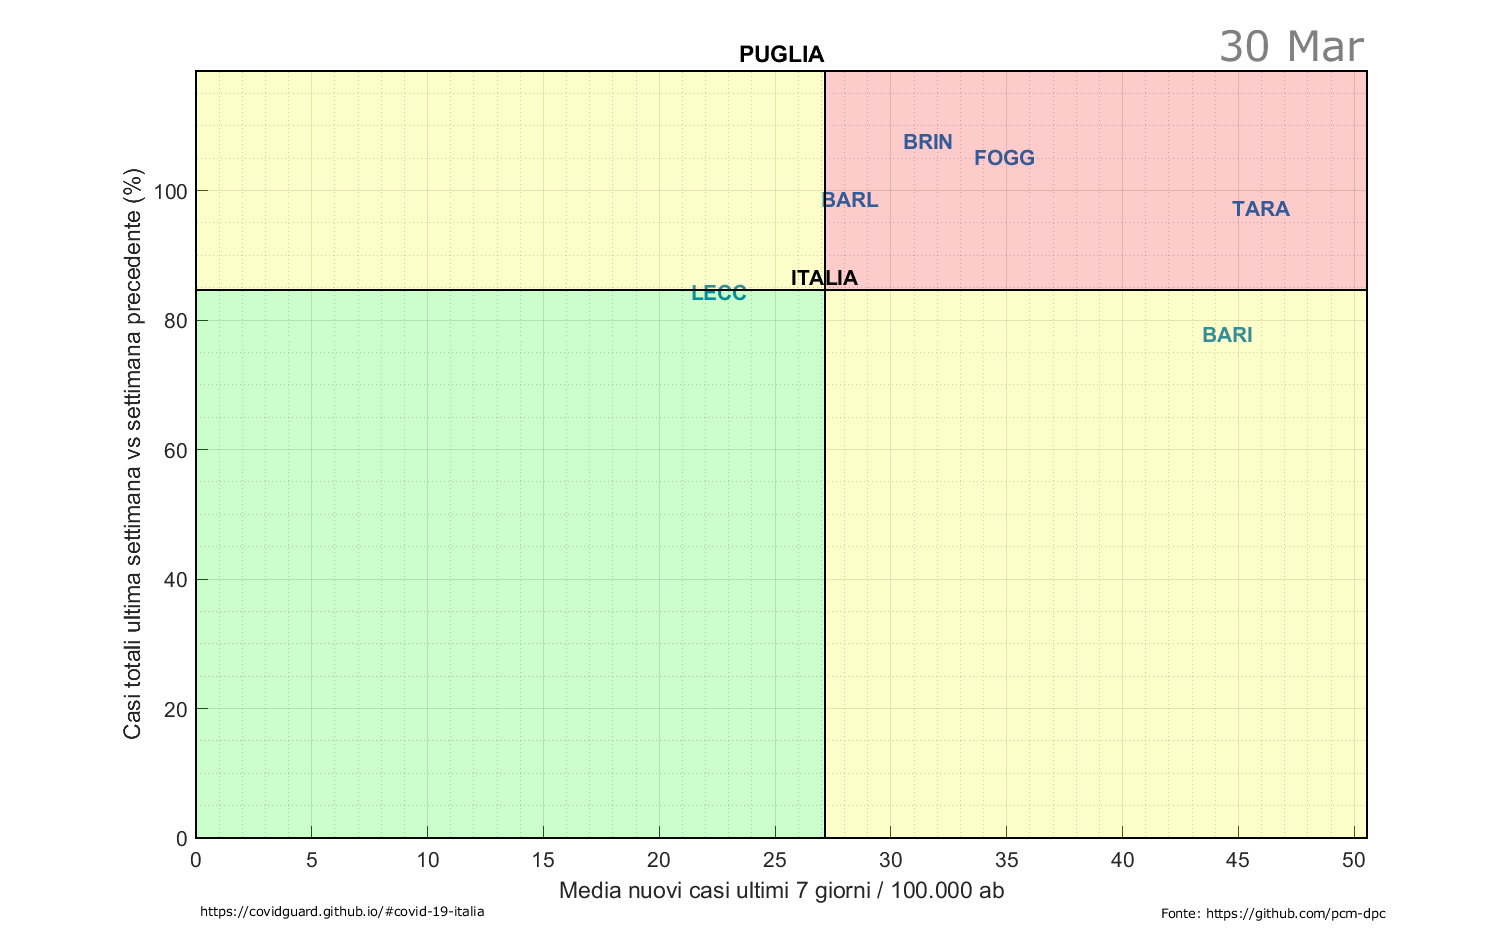 30 Mar
PUGLIA
BRIN
FOGG
BARL
TARA
ITALIA
LECC
BARI
Casi totali ultima settimana vs settimana precedente (%)
100
80
60
40
20
0
0 5 10 15 20 25 30 35 40 45 50
Media nuovi casi ultimi 7 giorni / 100.000 ab
https://covidguard.github.io/#covid-19-italia
Fonte: https://github.com/pcm-dpc